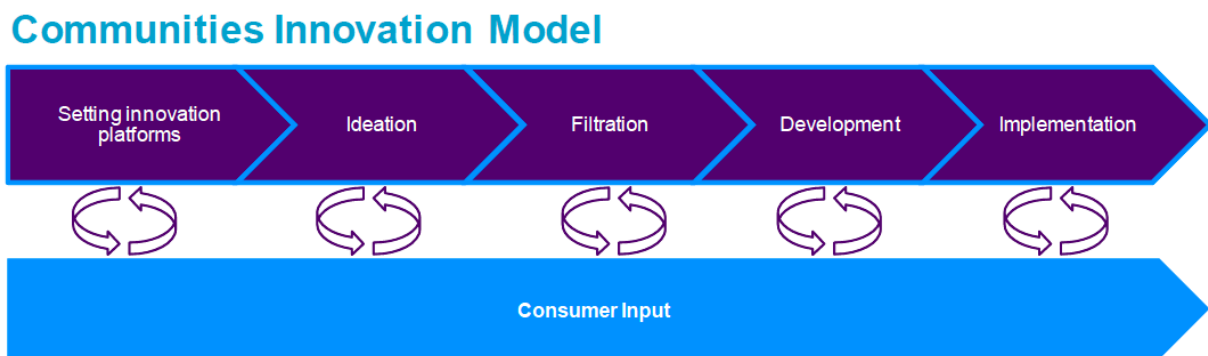 Communities Innovation Model
Setting innovation
platforms
Ideation
Filtration
Development
Implementation
Consumer Input